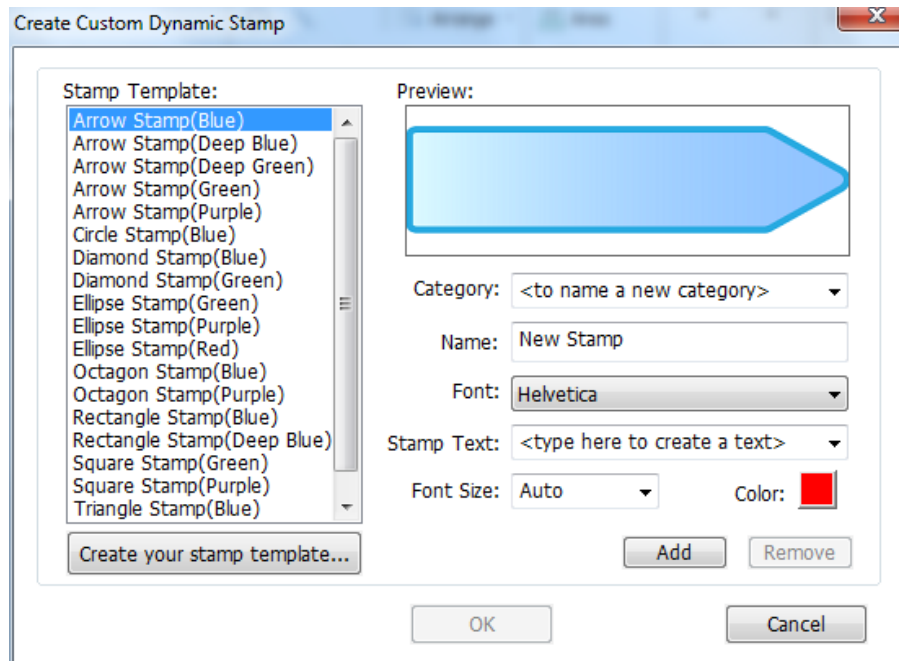 Create Custom Dynamic Stamp
Stamp Template:
Arrow Stamp(Blue)
Arrow Stamp(Deep Blue)
Arrow Stamp(Deep Green)
Arrow Stamp(Green)
Arrow Stamp(Purple)
Circle Stamp(Blue)
Diamond Stamp(Blue)
Diamond Stamp(Green)
Ellipse Stamp(Green)
Ellipse Stamp(Purple)
Ellipse Stamp(Red)
Octagon Stamp(Blue)
Octagon Stamp(Purple)
Rectangle Stamp(Blue)
Rectangle Stamp(Deep Blue)
Square Stamp(Green)
Square Stamp(Purple)
Triangle Stamp(Blue)
Create your stamp template...
Preview:
Category: <to name a new category>
Name: New Stamp
Font: Helvetica
Stamp Text: <type here to create a text>
Font Size: Auto Color:
Add Remove
OK Cancel